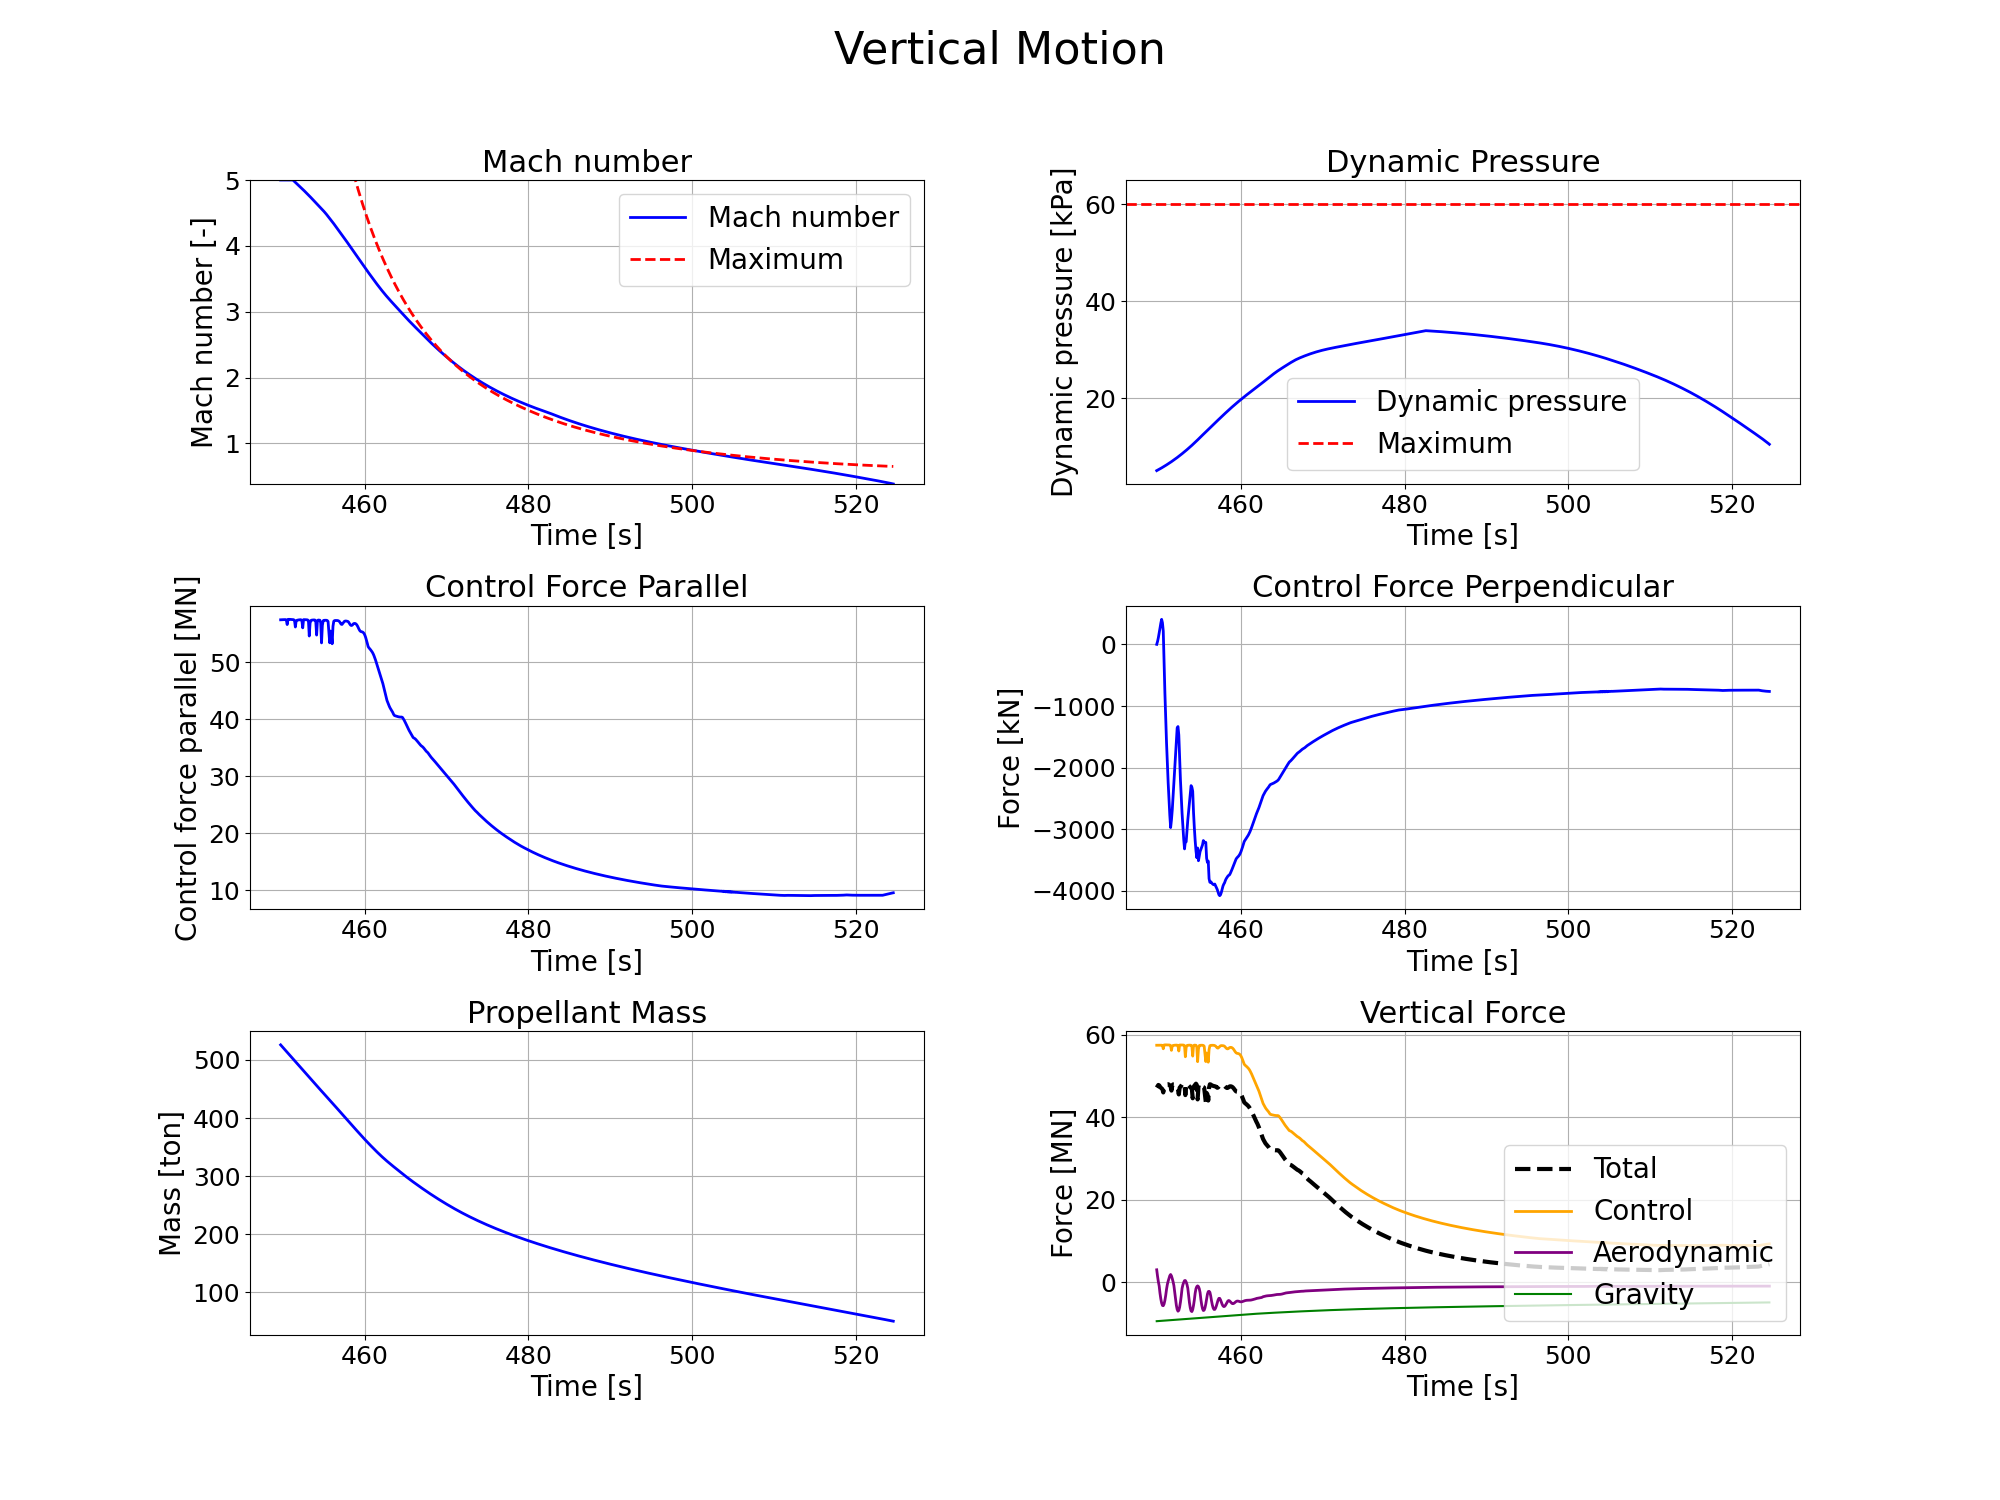 Vertical Motion
Mach number
Mach number [-]
5
4
3
2
1
Mach number
Maximum
460 480 500 520
Time [s]
Dynamic Pressure
Dynamic pressure [kPa]
60
40
20
Dynamic pressure
Maximum
460 480 500 520
Time [s]
Control Force Parallel
Control force parallel [MN]
50
40
30
20
10
460 480 500 520
Time [s]
Control Force Perpendicular
Force [kN]
0
−1000
−2000
−3000
−4000
460 480 500 520
Time [s]
Propellant Mass
Mass [ton]
500
400
300
200
100
460 480 500 520
Time [s]
Vertical Force
Force [MN]
60
40
20
0
Total
Control
Aerodynamic
Gravity
460 480 500 520
Time [s]